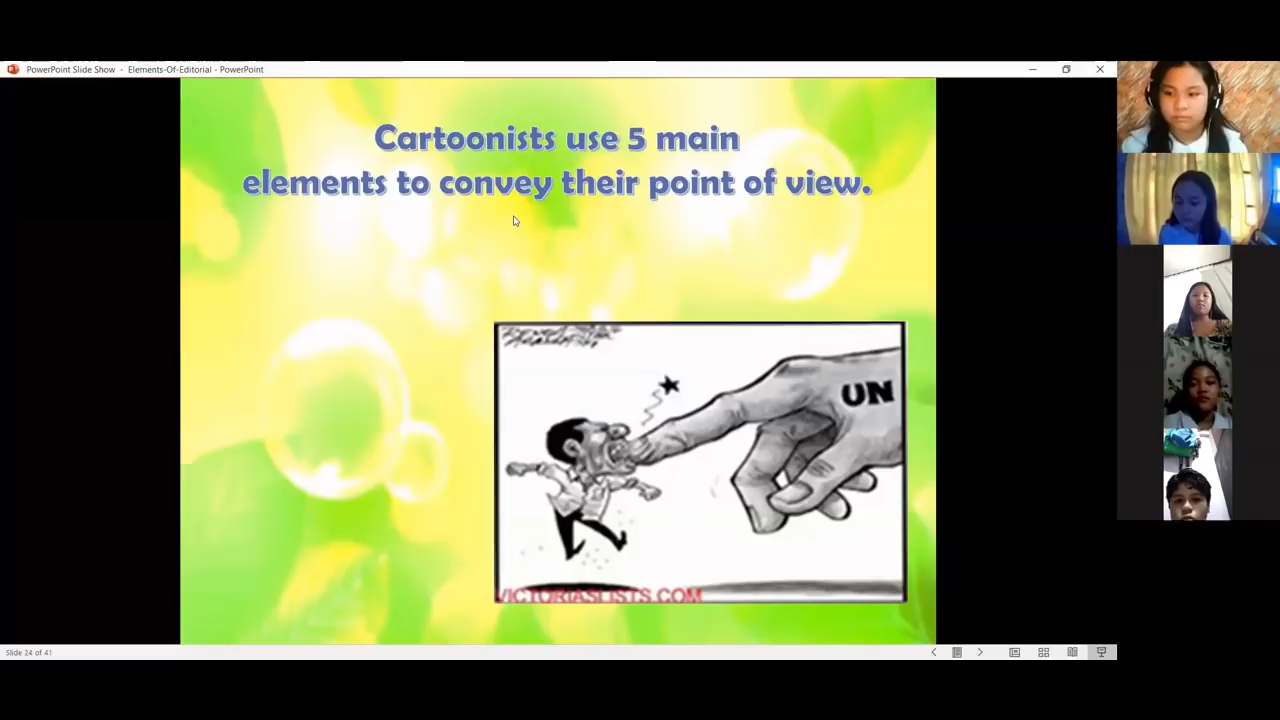 PowerPoint Slide Show - Elements-Of-Editorial - PowerPoint
Cartoonists use 5 main
elements to convey their point of view.
UN
VICTORIASLISTS.COM
Slide 24 of 41